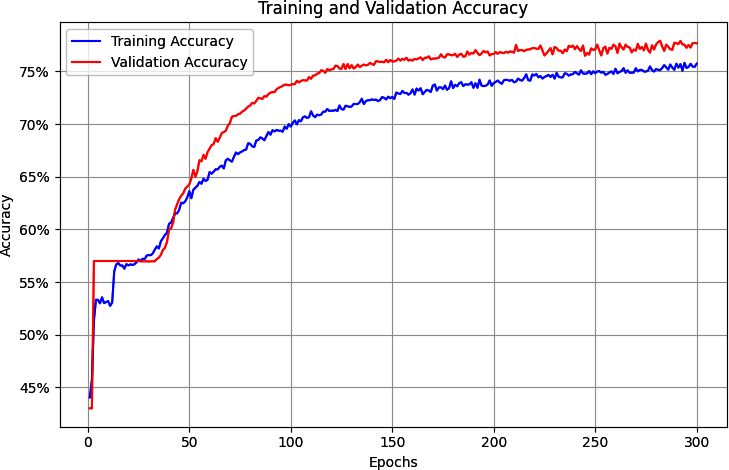 Training and Validation Accuracy
Training Accuracy
Validation Accuracy
75%
70%
65%
60%
55%
50%
45%
Accuracy
0 50 100 150 200 250 300
Epochs